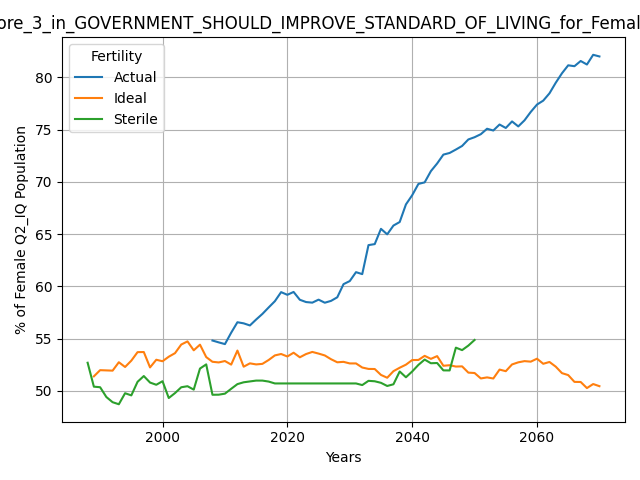 ore_3_in_GOVERNMENT_SHOULD_IMPROVE_STANDARD_OF_LIVING_for_Femal
Fertility
Actual
Ideal
Sterile
% of Female Q2_IQ Population
80
75
70
65
60
55
50
2000
2020
2040
2060
Years